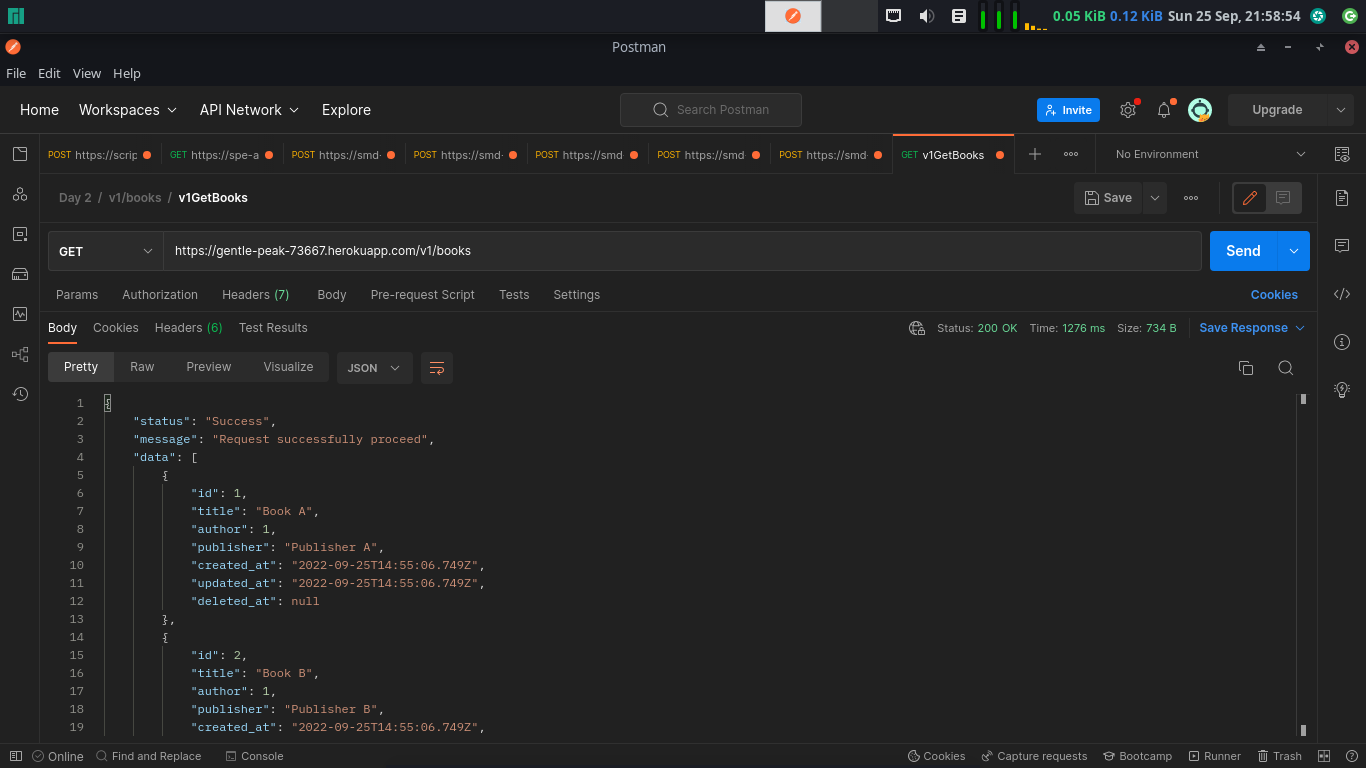 0.05 KiB 0.12 KiB Sun 25 Sep, 21:58:54
Postman
File Edit View Help
Home Workspaces API Network Explore Search Postman Invite Upgrade
POST https://scrip GET https://spe-a POST https://smd- POST https://smd- POST https://smd- POST https://smd POST https://smd- GET v1GetBooks No Environment
Day 2 / v1/books / v1GetBooks Save
GET https://gentle-peak-73667.herokuapp.com/v1/books Send
Params Authorization Headers (7) Body Pre-request Script Tests Settings Cookies
Body Cookies Headers (6) Test Results Status: 200 OK Time: 1276 ms Size: 734 B Save Response
Pretty Raw Preview Visualize JSON
1 {
2 "status": "Success",
3 "message": "Request successfully proceed",
4 "data": [
5 {
6 "id": 1,
7 "title": "Book A",
8 "author": 1,
9 "publisher": "Publisher A",
10 "created_at": "2022-09-25T14:55:06.749Z",
11 "updated_at": "2022-09-25T14:55:06.749Z",
12 "deleted_at": null
13 },
14 {
15 "id": 2,
16 "title": "Book B",
17 "author": 1,
18 "publisher": "Publisher B",
19 "created_at": "2022-09-25T14:55:06.749Z",
Online Find and Replace Console Cookies Capture requests Bootcamp Runner Trash